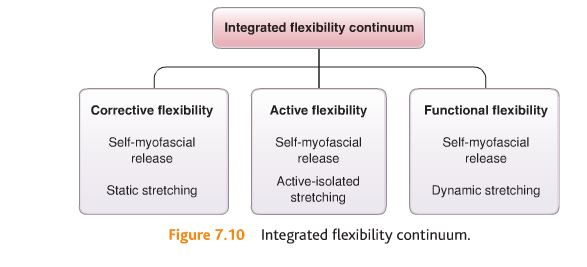 Integrated flexibility continuum
Corrective flexibility
Self-myofascial
release
Static stretching
Active flexibility
Self-myofascial
release
Active-isolated
stretching
Functional flexibility
Self-myofascial
release
Dynamic stretching
Figure 7.10 Integrated flexibility continuum.